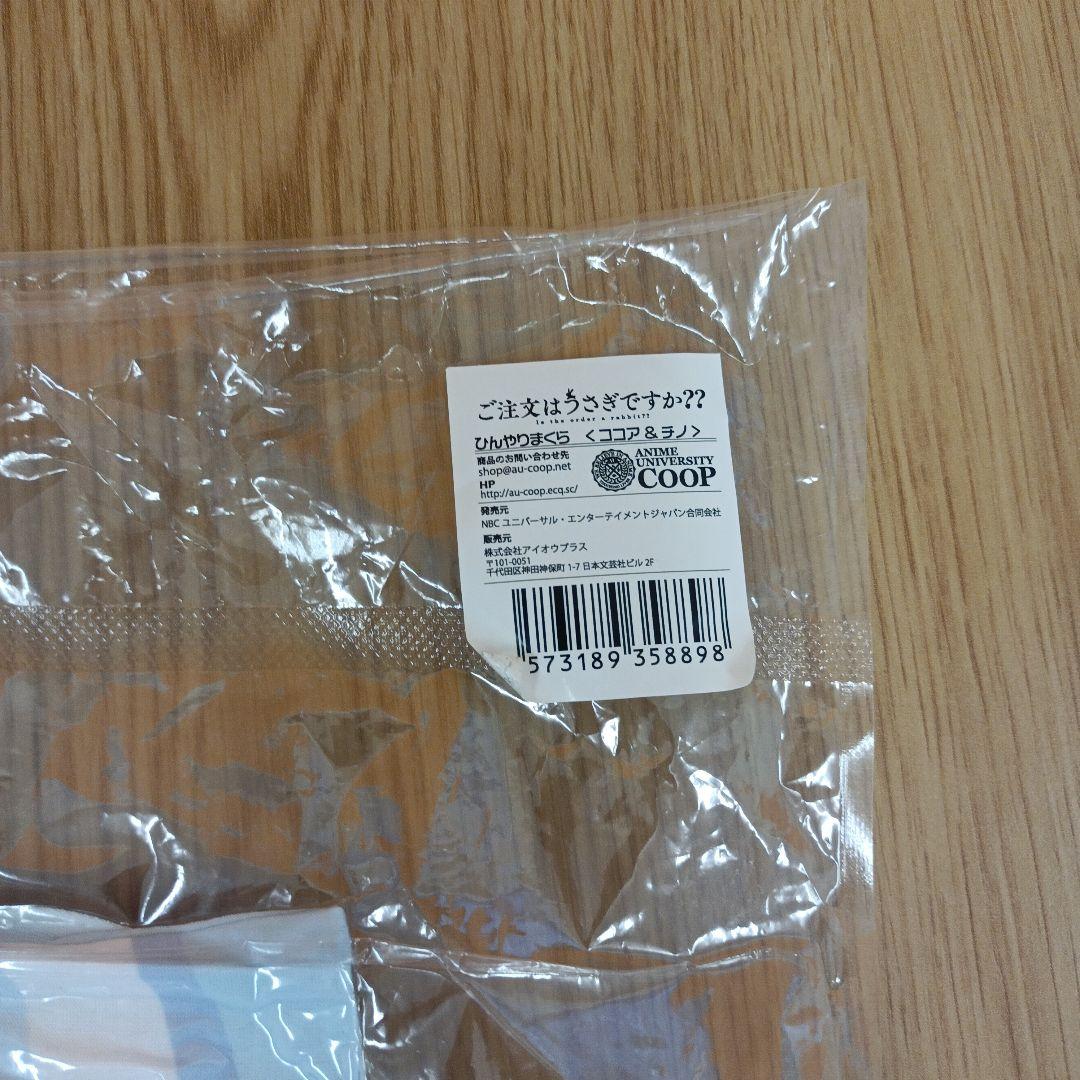 ご注文はうさぎですか??
Is the order a rabbit??
ひんやりまくら <ココア&チノ>
商品のお問い合わせ先
shop@au-coop.net
HP
http://au-coop.ecq.sc/
ANIME
UNIVERSITY
COOP
発売元
NBC ユニバーサル・エンターテイメントジャパン合同会社
販売元
株式会社アイオウプラス
〒101-0051
千代田区神田神保町 1-7 日本文芸社ビル 2F
573189 358898